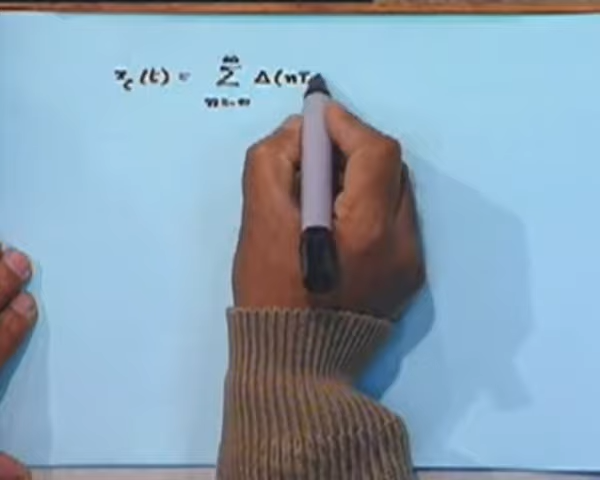 x_c(t) = ∑_{n=-∞}^{∞} Δ(nT